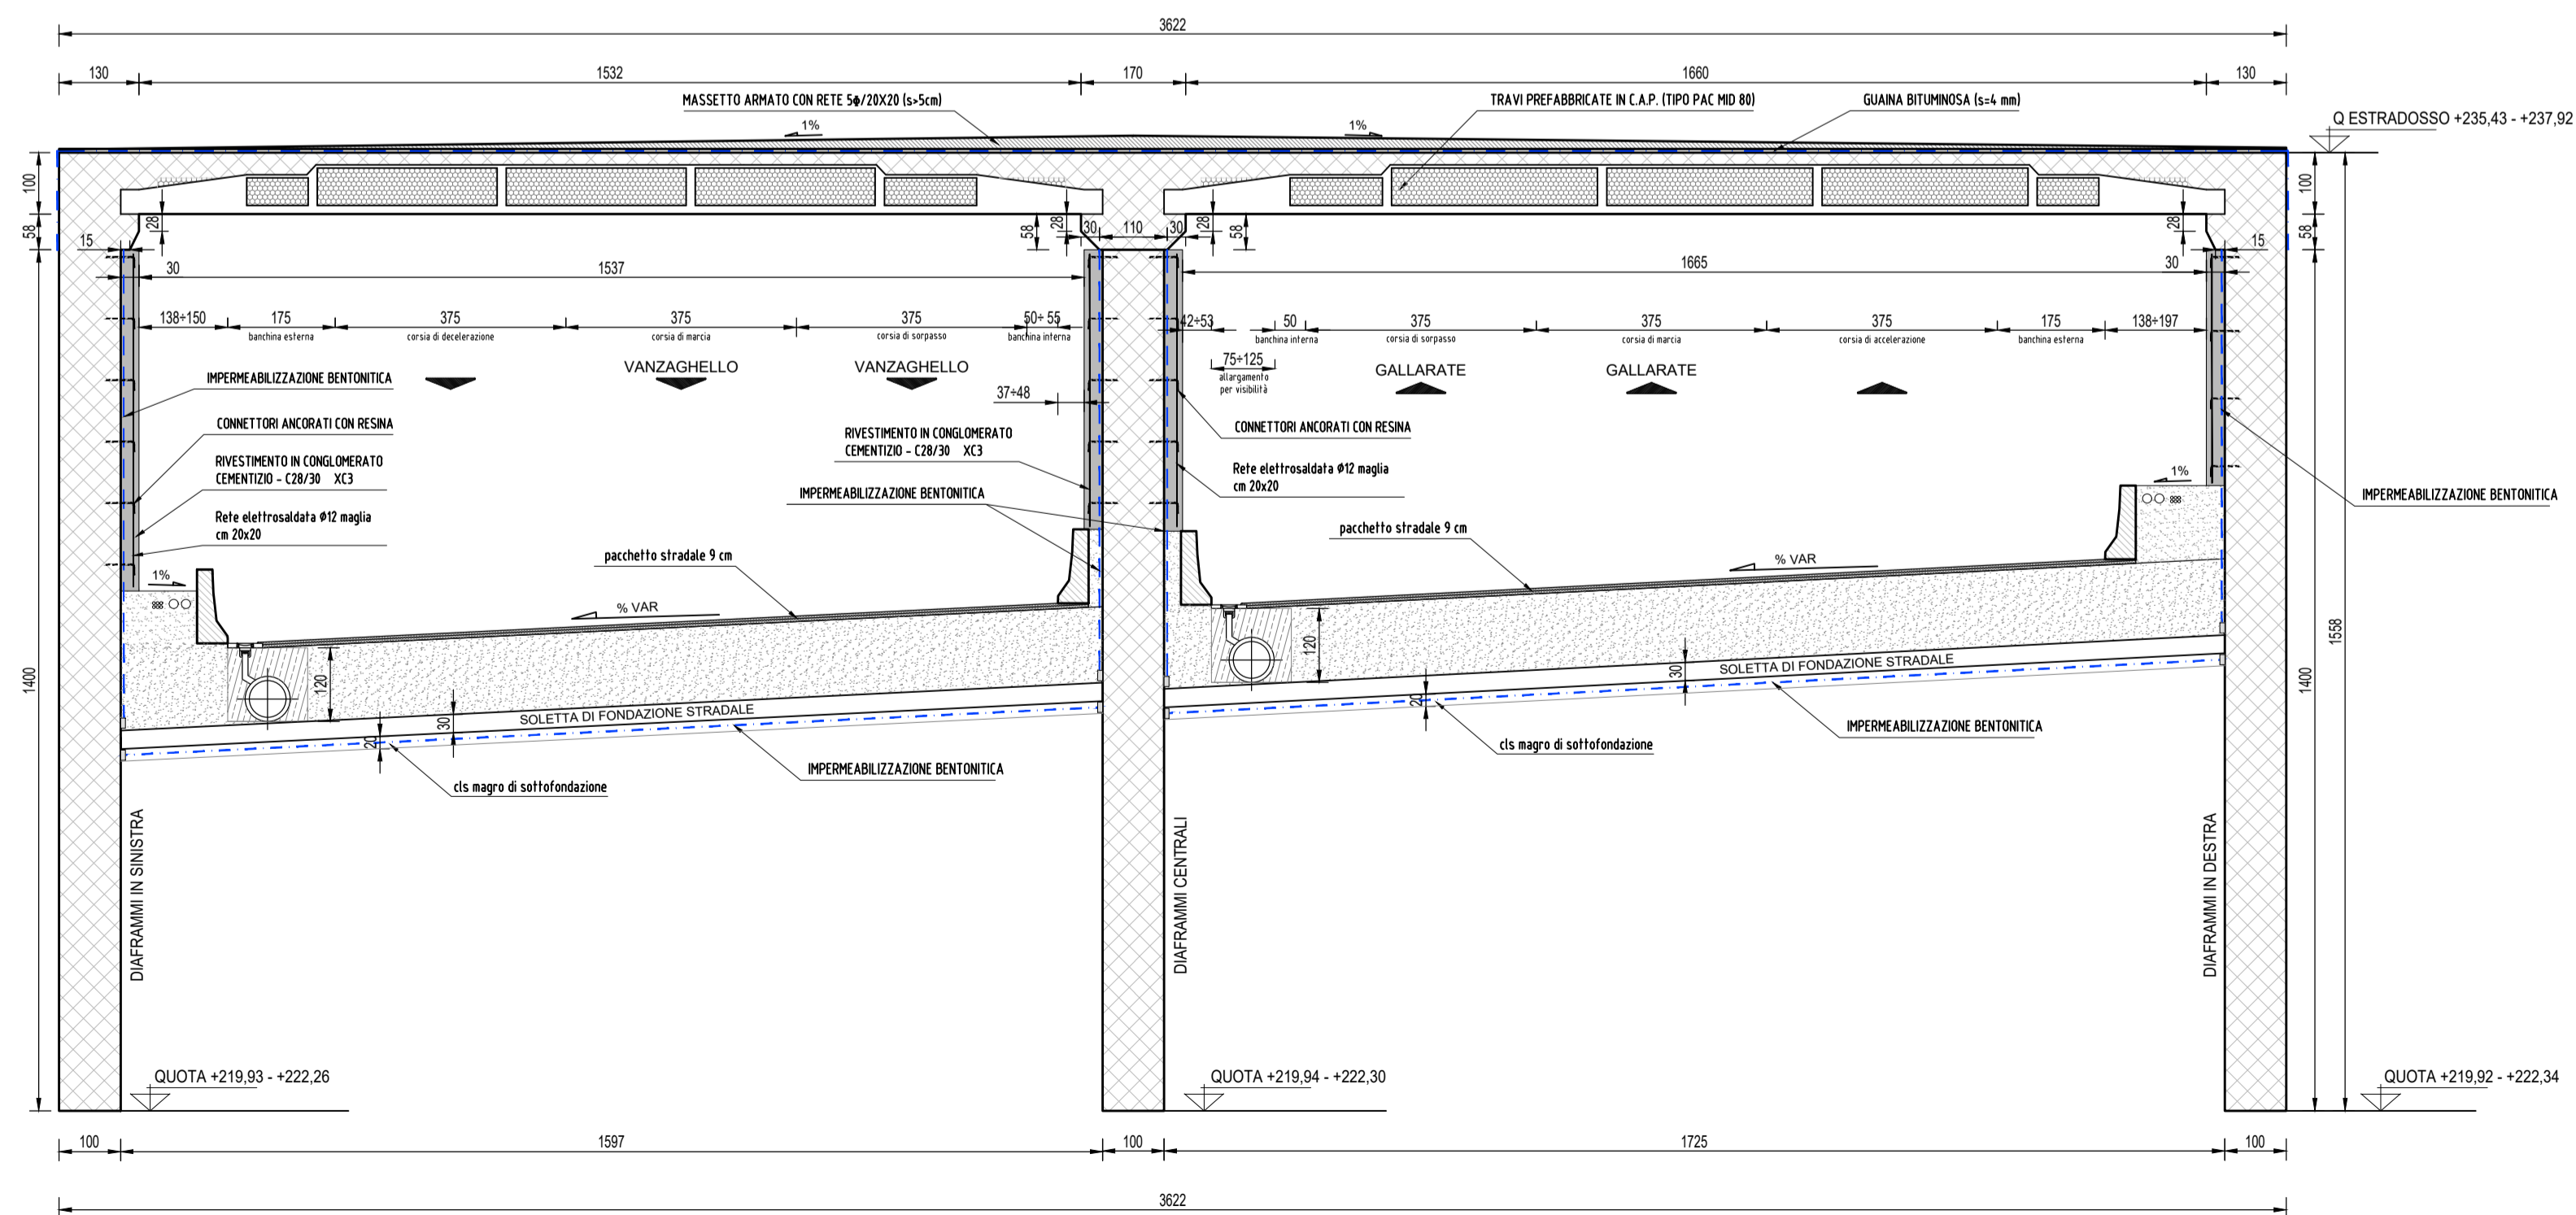 3622
130 1532 170 1660 130
MASSETTO ARMATO CON RETE 5Φ/20X20 (s>5cm)
TRAVI PREFABBRICATE IN C.A.P. (TIPO PAC MID 80)
GUAINA BITUMINOSA (s=4 mm)
Q ESTRADOSSO +235,43 - +237,92
1% 1%
100 100
28 28 28 28
58 58 58 58
30 110 30
15 15
30 1537 1665 30
138÷150 175 375 375 375 50÷ 55 42÷53 50 375 375 375 175 138÷197
banchina esterna corsia di decelerazione corsia di marcia corsia di sorpasso banchina interna banchina interna corsia di sorpasso corsia di marcia corsia di accelerazione banchina esterna
75÷125
allargamento
per visibilità
VANZAGHELLO VANZAGHELLO GALLARATE GALLARATE
37÷48
IMPERMEABILIZZAZIONE BENTONITICA
CONNETTORI ANCORATI CON RESINA
RIVESTIMENTO IN CONGLOMERATO
CEMENTIZIO - C28/30 XC3
Rete elettrosaldata Ø12 maglia
cm 20x20
RIVESTIMENTO IN CONGLOMERATO
CEMENTIZIO - C28/30 XC3
IMPERMEABILIZZAZIONE BENTONITICA
CONNETTORI ANCORATI CON RESINA
Rete elettrosaldata Ø12 maglia
cm 20x20
1%
IMPERMEABILIZZAZIONE BENTONITICA
pacchetto stradale 9 cm
pacchetto stradale 9 cm
1%
% VAR
% VAR
120 120
1400 1400 1558
30 30
20 20
SOLETTA DI FONDAZIONE STRADALE
SOLETTA DI FONDAZIONE STRADALE
cls magro di sottofondazione
IMPERMEABILIZZAZIONE BENTONITICA
cls magro di sottofondazione
IMPERMEABILIZZAZIONE BENTONITICA
DIAFRAMMI IN SINISTRA
DIAFRAMMI CENTRALI
DIAFRAMMI IN DESTRA
QUOTA +219,93 - +222,26
QUOTA +219,94 - +222,30
QUOTA +219,92 - +222,34
100 1597 100 1725 100
3622